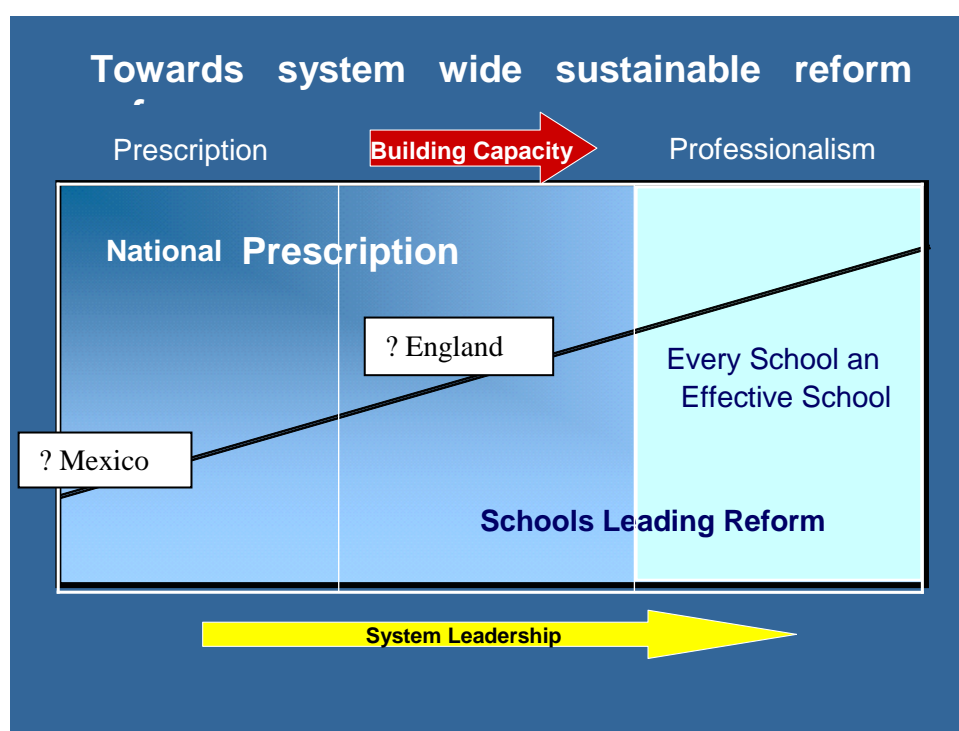 Towards system wide sustainable reform
Prescription
Building Capacity
Professionalism
National Prescription
? England
Every School an
Effective School
? Mexico
Schools Leading Reform
System Leadership